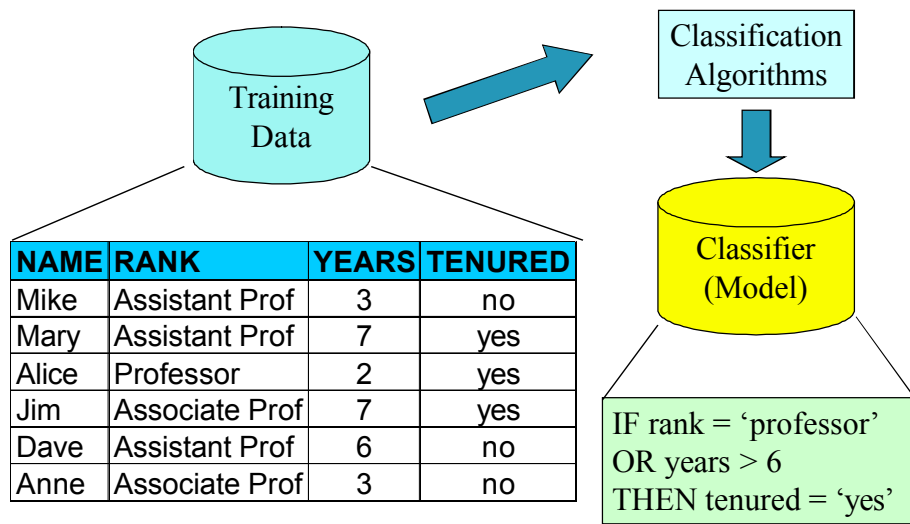 Training
Data
Classification
Algorithms
Classifier
(Model)
NAME RANK YEARS TENURED
Mike Assistant Prof 3 no
Mary Assistant Prof 7 yes
Alice Professor 2 yes
Jim Associate Prof 7 yes
Dave Assistant Prof 6 no
Anne Associate Prof 3 no
IF rank = ‘professor’
OR years > 6
THEN tenured = ‘yes’